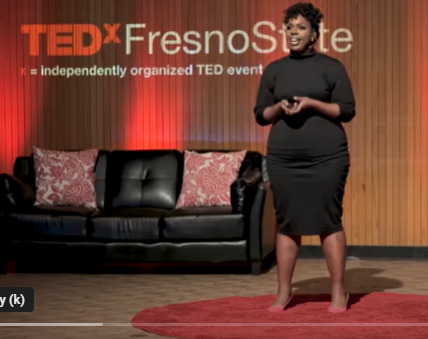 TEDxFresnoState
x = independently organized TED event
y (k)